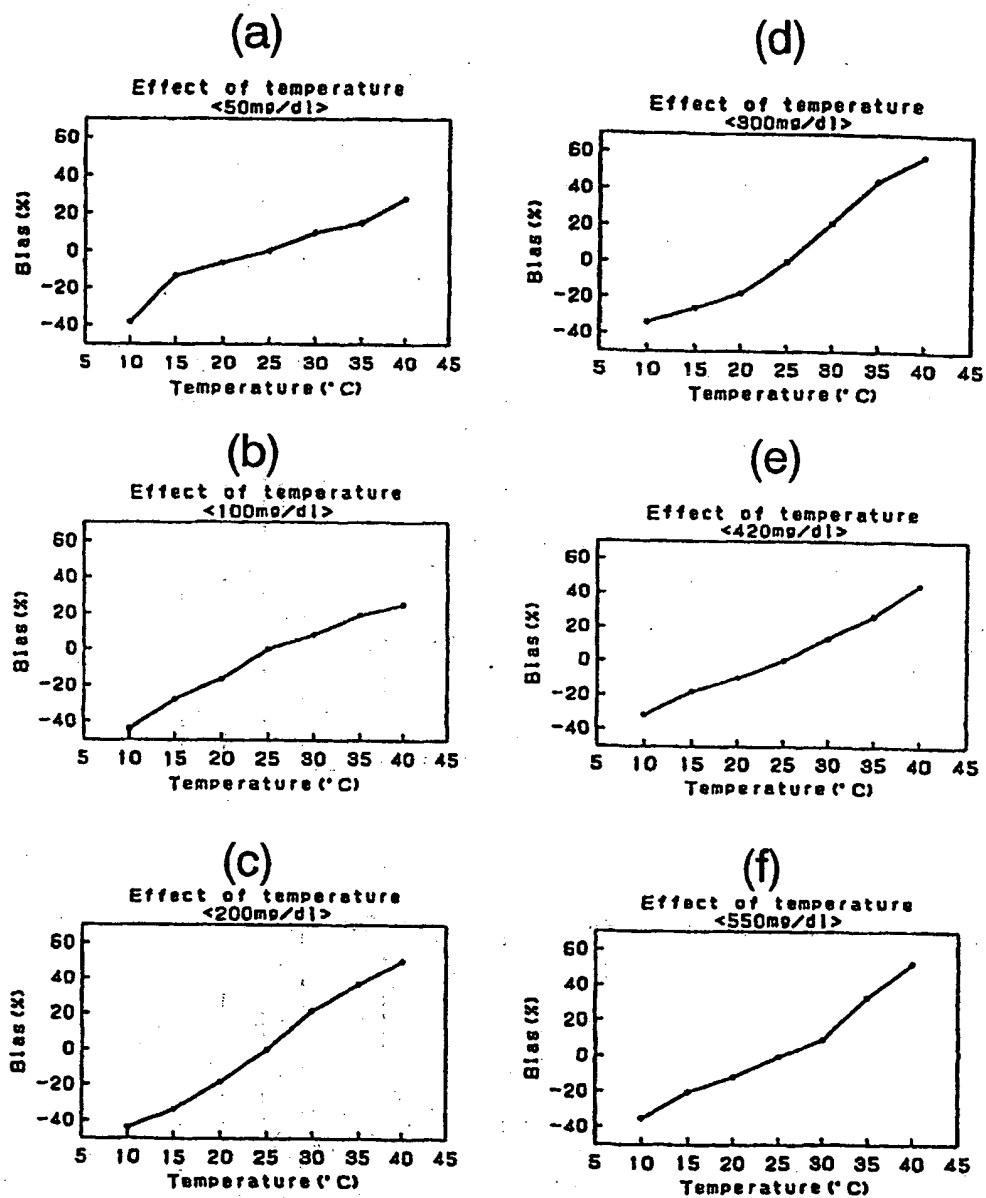 (a)
Effect of temperature
<50mg/dl>
60
40
20
0
-20
-40
Bias (%)
5 10 15 20 25 30 35 40 45
Temperature (°C)
(b)
Effect of temperature
<100mg/dl>
60
40
20
0
-20
-40
Bias (%)
5 10 15 20 25 30 35 40 45
Temperature (°C)
(c)
Effect of temperature
<200mg/dl>
60
40
20
0
-20
-40
Bias (%)
5 10 15 20 25 30 35 40 45
Temperature (°C)
(d)
Effect of temperature
<300mg/dl>
60
40
20
0
-20
-40
Bias (%)
5 10 15 20 25 30 35 40 45
Temperature (°C)
(e)
Effect of temperature
<420mg/dl>
60
40
20
0
-20
-40
Bias (%)
5 10 15 20 25 30 35 40 45
Temperature (°C)
(f)
Effect of temperature
<550mg/dl>
60
40
20
0
-20
-40
Bias (%)
5 10 15 20 25 30 35 40 45
Temperature (°C)